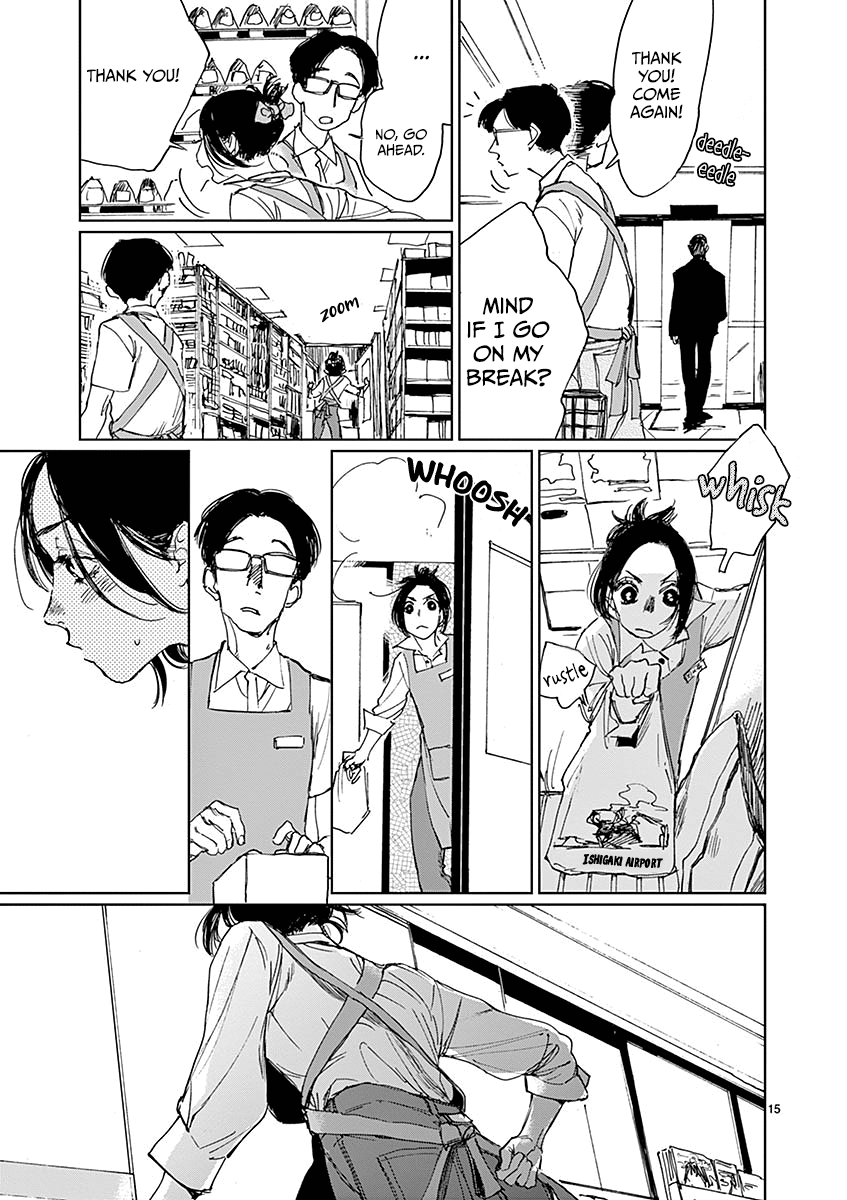 THANK
YOU!
COME
AGAIN!
deedle-
eedle
MIND
IF I GO
ON MY
BREAK?
...
NO, GO
AHEAD.
THANK YOU!
ZOOM
whisk
rustle
ISHIGAKI AIRPORT
WHOOSH
15